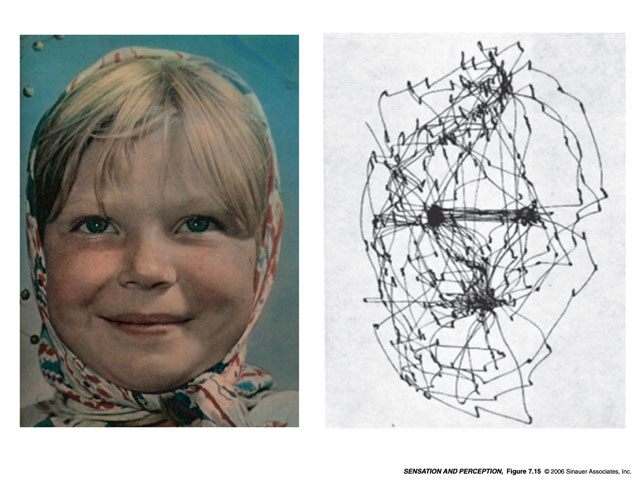 SENSATION AND PERCEPTION, Figure 7.15 © 2006 Sinauer Associates, Inc.